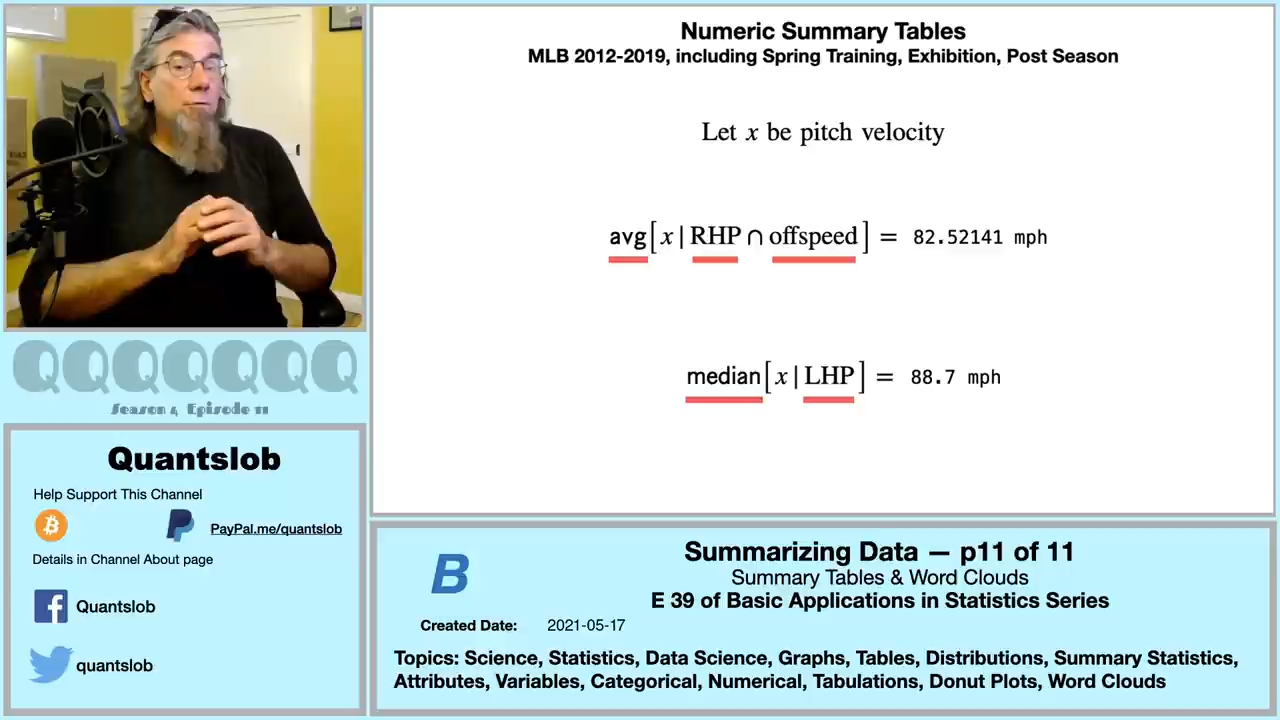 Numeric Summary Tables
MLB 2012-2019, including Spring Training, Exhibition, Post Season
Let x be pitch velocity
avg[x | RHP ∩ offspeed] = 82.52141 mph
median[x | LHP] = 88.7 mph
QQQQQQQ
Season 4 Episode 11
Quantslob
Help Support This Channel
PayPal.me/quantslob
Details in Channel About page
Quantslob
quantslob
B
Summarizing Data — p11 of 11
Summary Tables & Word Clouds
E 39 of Basic Applications in Statistics Series
Created Date: 2021-05-17
Topics: Science, Statistics, Data Science, Graphs, Tables, Distributions, Summary Statistics,
Attributes, Variables, Categorical, Numerical, Tabulations, Donut Plots, Word Clouds